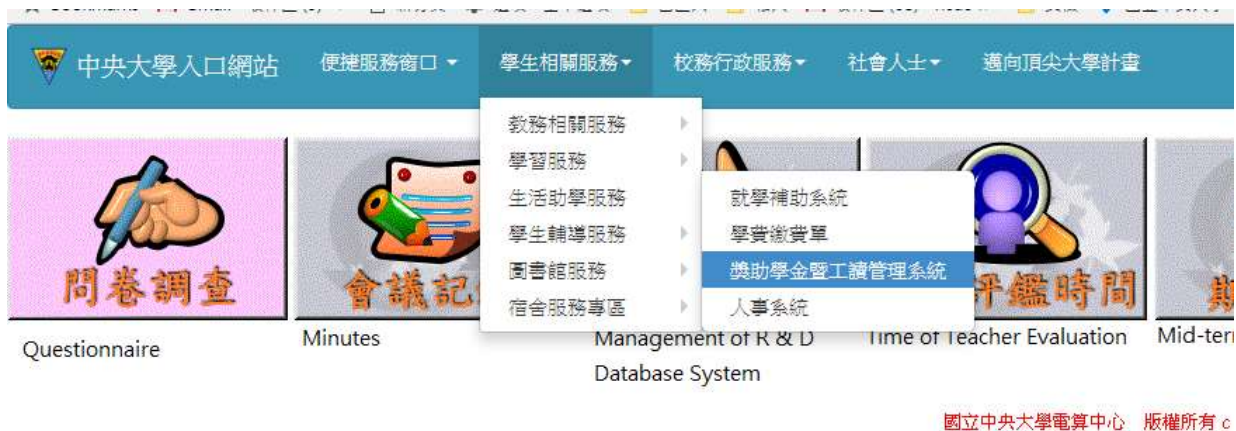 中央大學入口網站 便捷服務窗口 學生相關服務 校務行政服務 社會人士 邁向頂尖大學計畫
教務相關服務
學習服務
生活助學服務
學生輔導服務
圖書館服務
宿舍服務專區
就學補助系統
學費繳費單
獎助學金暨工讀管理系統
人事系統
問卷調查
會議記
評鑑時間
期
Questionnaire
Minutes
Management of R & D
Database System
Time of Teacher Evaluation
Mid-ter
國立中央大學電算中心 版權所有 c